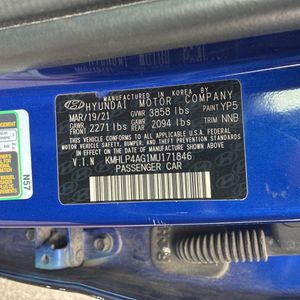 MANUFACTURED IN KOREA BY
HYUNDAI MOTOR COMPANY
MAR/19/21 GVWR 3858 lbs PAINT YP5
GAWR FRT 2271 lbs GAWR RR 2094 lbs TRIM NNB
THIS VEHICLE CONFORMS TO ALL APPLICABLE FEDERAL
MOTOR VEHICLE SAFETY, BUMPER, AND THEFT PREVENTION
STANDARDS IN EFFECT ON THE DATE OF MANUFACTURE
SHOWN ABOVE.
V.I.N KMHLP4AG1MU171846
PASSENGER CAR
N57